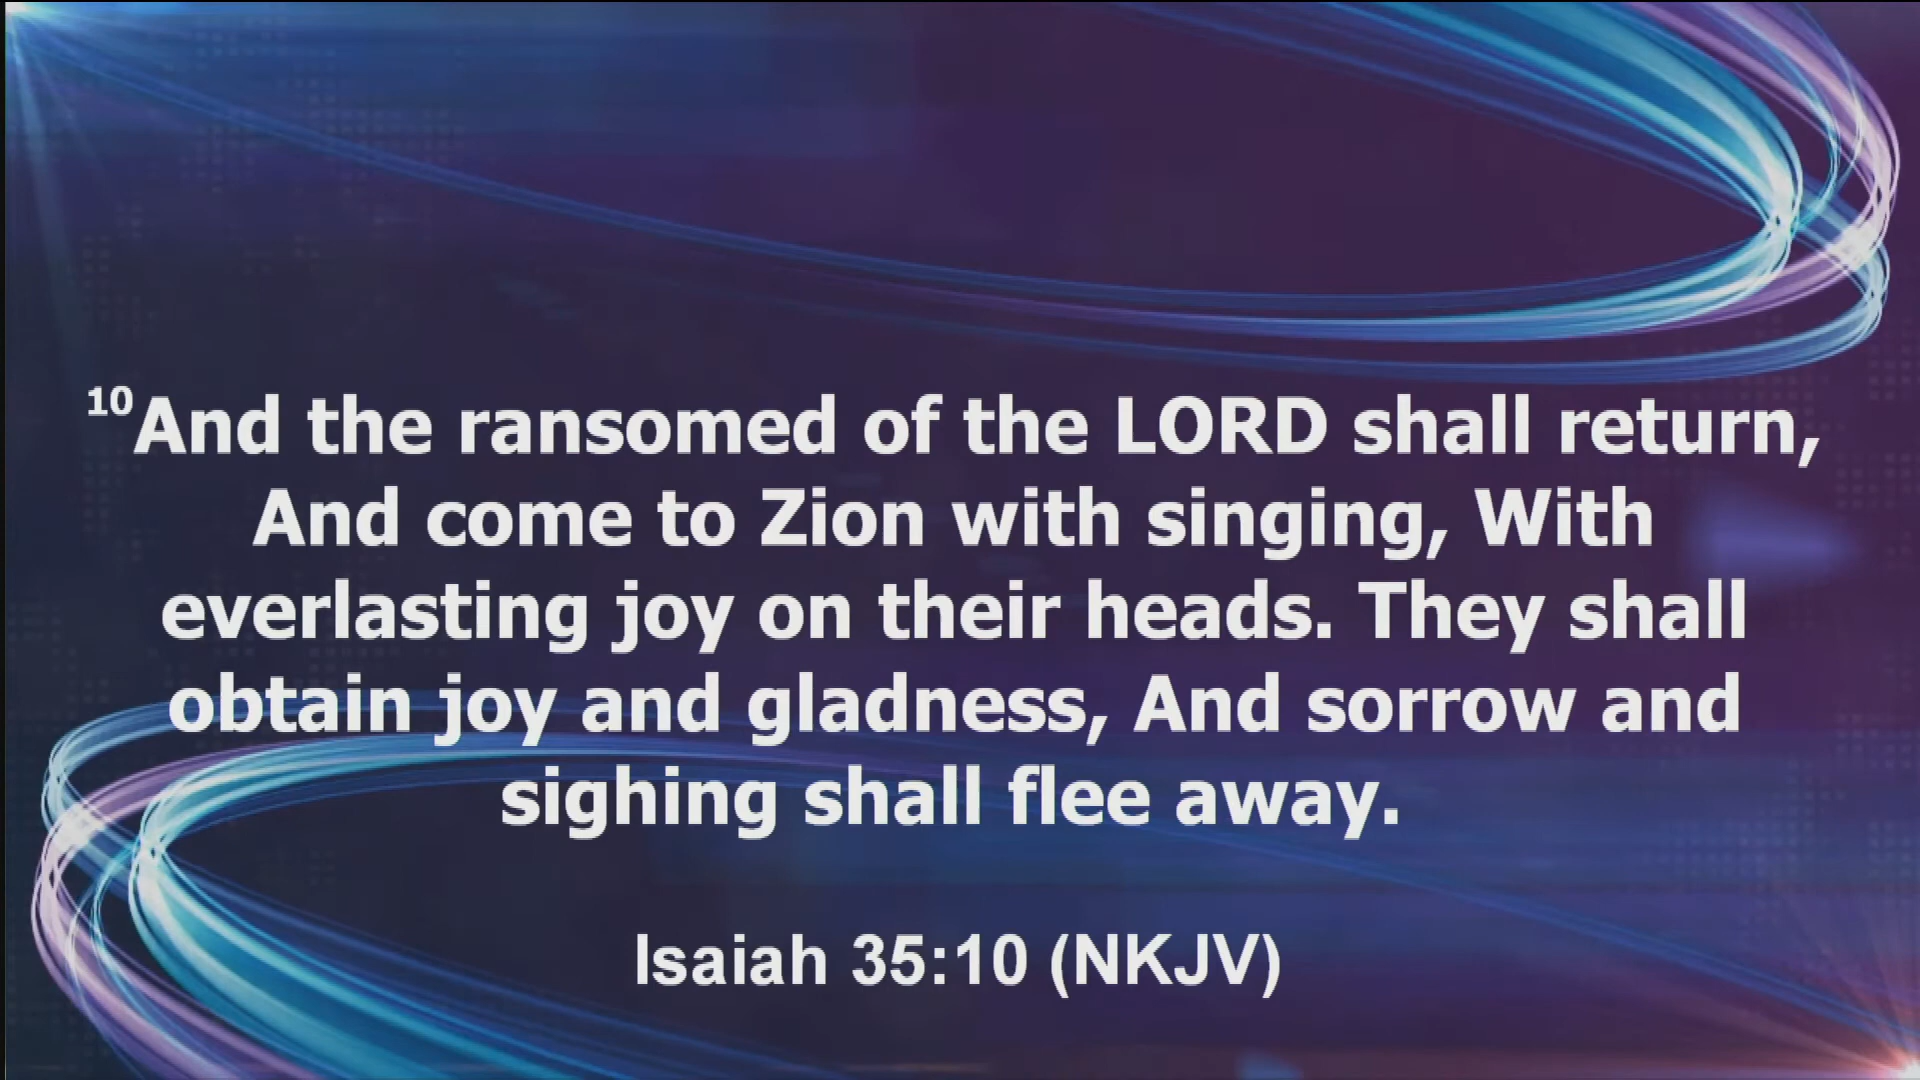 10And the ransomed of the LORD shall return,
And come to Zion with singing, With
everlasting joy on their heads. They shall
obtain joy and gladness, And sorrow and
sighing shall flee away.
Isaiah 35:10 (NKJV)